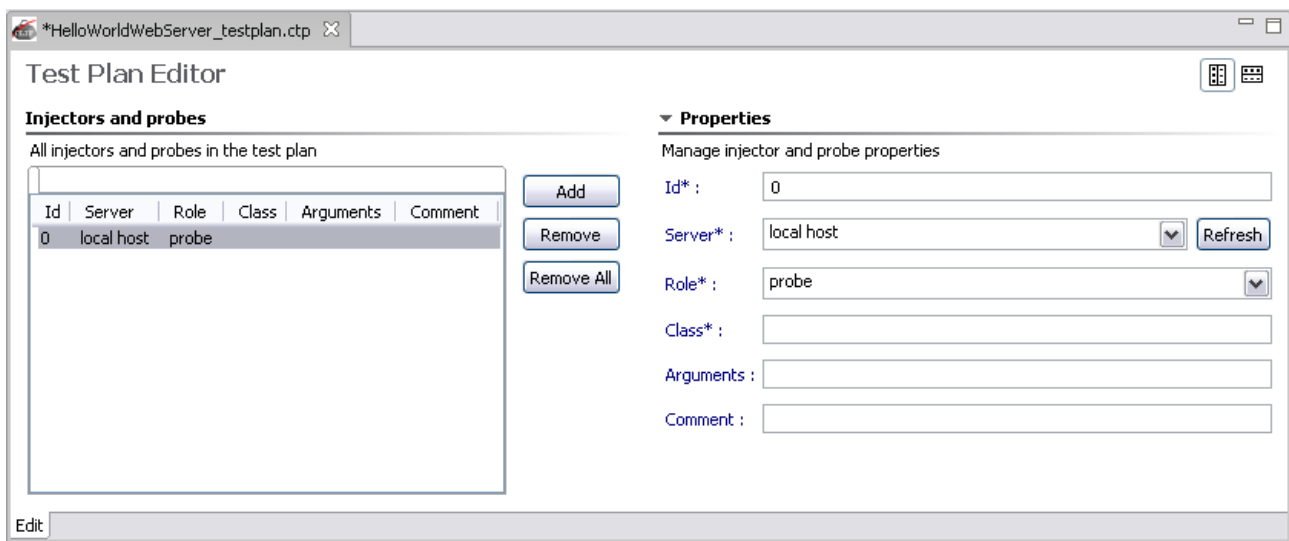 *HelloWorldWebServer_testplan.ctp
Test Plan Editor
Injectors and probes
All injectors and probes in the test plan
Id Server Role Class Arguments Comment
0 local host probe
Add
Remove
Remove All
Properties
Manage injector and probe properties
Id* : 0
Server* : local host Refresh
Role* : probe
Class* :
Arguments :
Comment :
Edit